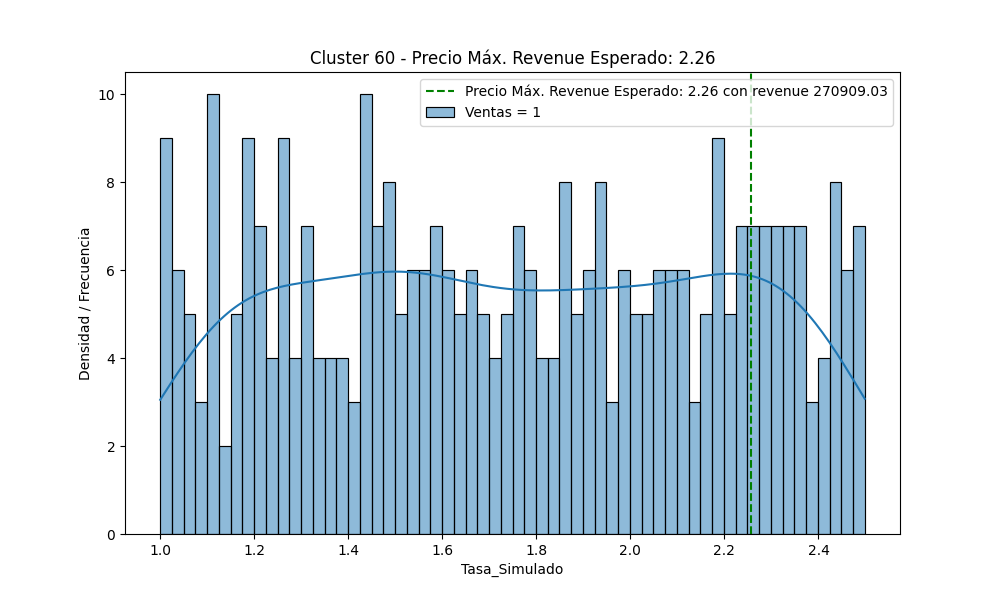 Cluster 60 - Precio Máx. Revenue Esperado: 2.26
Precio Máx. Revenue Esperado: 2.26 con revenue 270909.03
Ventas = 1
Densidad / Frecuencia
10
8
6
4
2
0
1.0 1.2 1.4 1.6 1.8 2.0 2.2 2.4
Tasa_Simulado